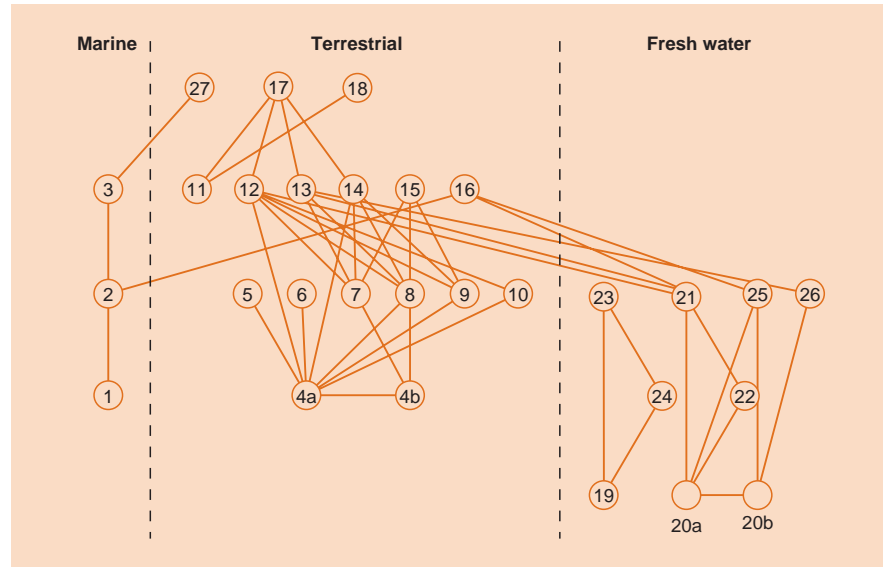 Marine Terrestrial Fresh water
27 17 18
3 11 12 13 14 15 16
2 5 6 7 8 9 10 23 21 25 26
1 4a 4b 24 22
19
20a 20b